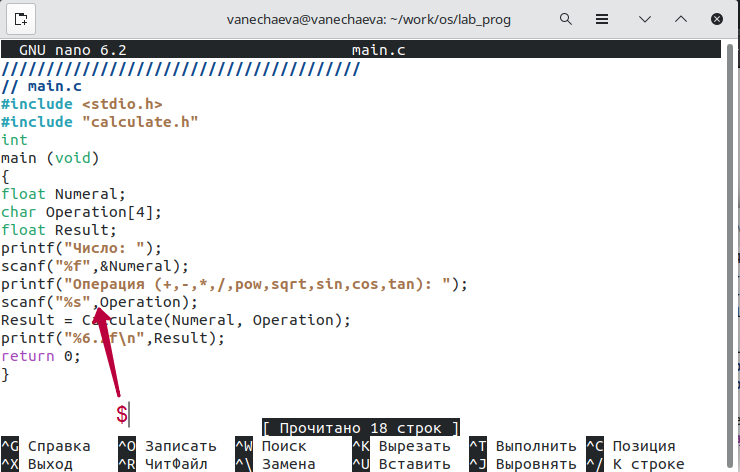 vanechaeva@vanechaeva: ~/work/os/lab_prog
GNU nano 6.2 main.c
////////////////////////////////////////
// main.c
#include <stdio.h>
#include "calculate.h"
int
main (void)
{
float Numeral;
char Operation[4];
float Result;
printf("Число: ");
scanf("%f",&Numeral);
printf("Операция (+,-,*,/,pow,sqrt,sin,cos,tan): ");
scanf("%s",Operation);
Result = Calculate(Numeral, Operation);
printf("%6.2f\n",Result);
return 0;
}
$
[ Прочитано 18 строк ]
^G Справка ^O Записать ^W Поиск ^K Вырезать ^T Выполнить ^C Позиция
^X Выход ^R ЧитФайл ^\ Замена ^U Вставить ^J Выровнять ^/ К строке